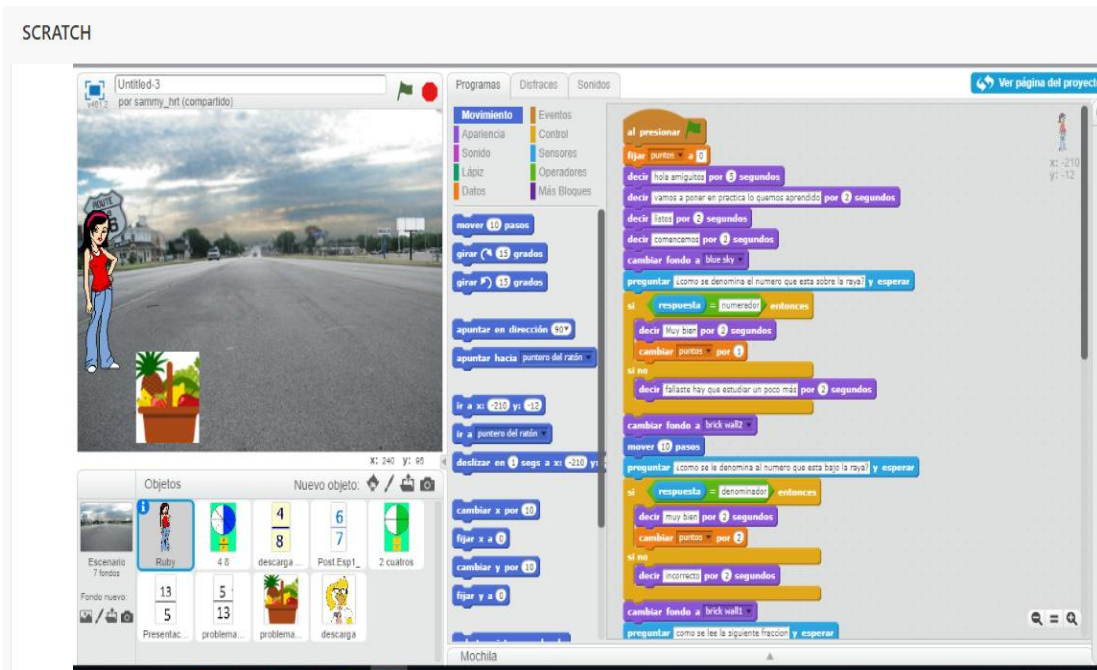 SCRATCH
Untitled-3
por sammy_hrt (compartido)
v461.2
ROUTE
X: 240 y: 95
Objetos
Nuevo objeto:
Escenario
7 fondos
Fondo nuevo:
Ruby
4 8
4
8
descarga ...
6
7
Post.Esp1_
2 cuatros
13
5
Presentac...
5
13
problema...
problema...
descarga
Programas Disfraces Sonidos
Ver página del proyecto
Movimiento Eventos
Apariencia Control
Sonido Sensores
Lápiz Operadores
Datos Más Bloques
mover 10 pasos
girar 15 grados
girar 15 grados
apuntar en dirección 90
apuntar hacia puntero del ratón
ir a x: -210 y: -12
ir a puntero del ratón
deslizar en 1 segs a x: -210 y:
cambiar x por 10
fijar x a 0
cambiar y por 10
fijar y a 0
Mochila
al presionar
fijar puntos a 0
decir hola amiguitos por 5 segundos
decir vamos a poner en practica lo quemos aprendido por 2 segundos
decir listos por 2 segundos
decir comencemos por 2 segundos
cambiar fondo a blue sky
preguntar ¿como se denomina el numero que esta sobre la raya? y esperar
si respuesta = numerador entonces
decir Muy bien por 2 segundos
cambiar puntos por 1
si no
decir fallaste hay que estudiar un poco más por 2 segundos
cambiar fondo a brick wall2
mover 10 pasos
preguntar ¿como se le denomina al numero que esta bajo la raya? y esperar
si respuesta = denominador entonces
decir muy bien por 2 segundos
cambiar puntos por 2
si no
decir incorrecto por 2 segundos
cambiar fondo a brick wall1
preguntar como se lee la siguiente fraccion y esperar
x: -210
y: -12